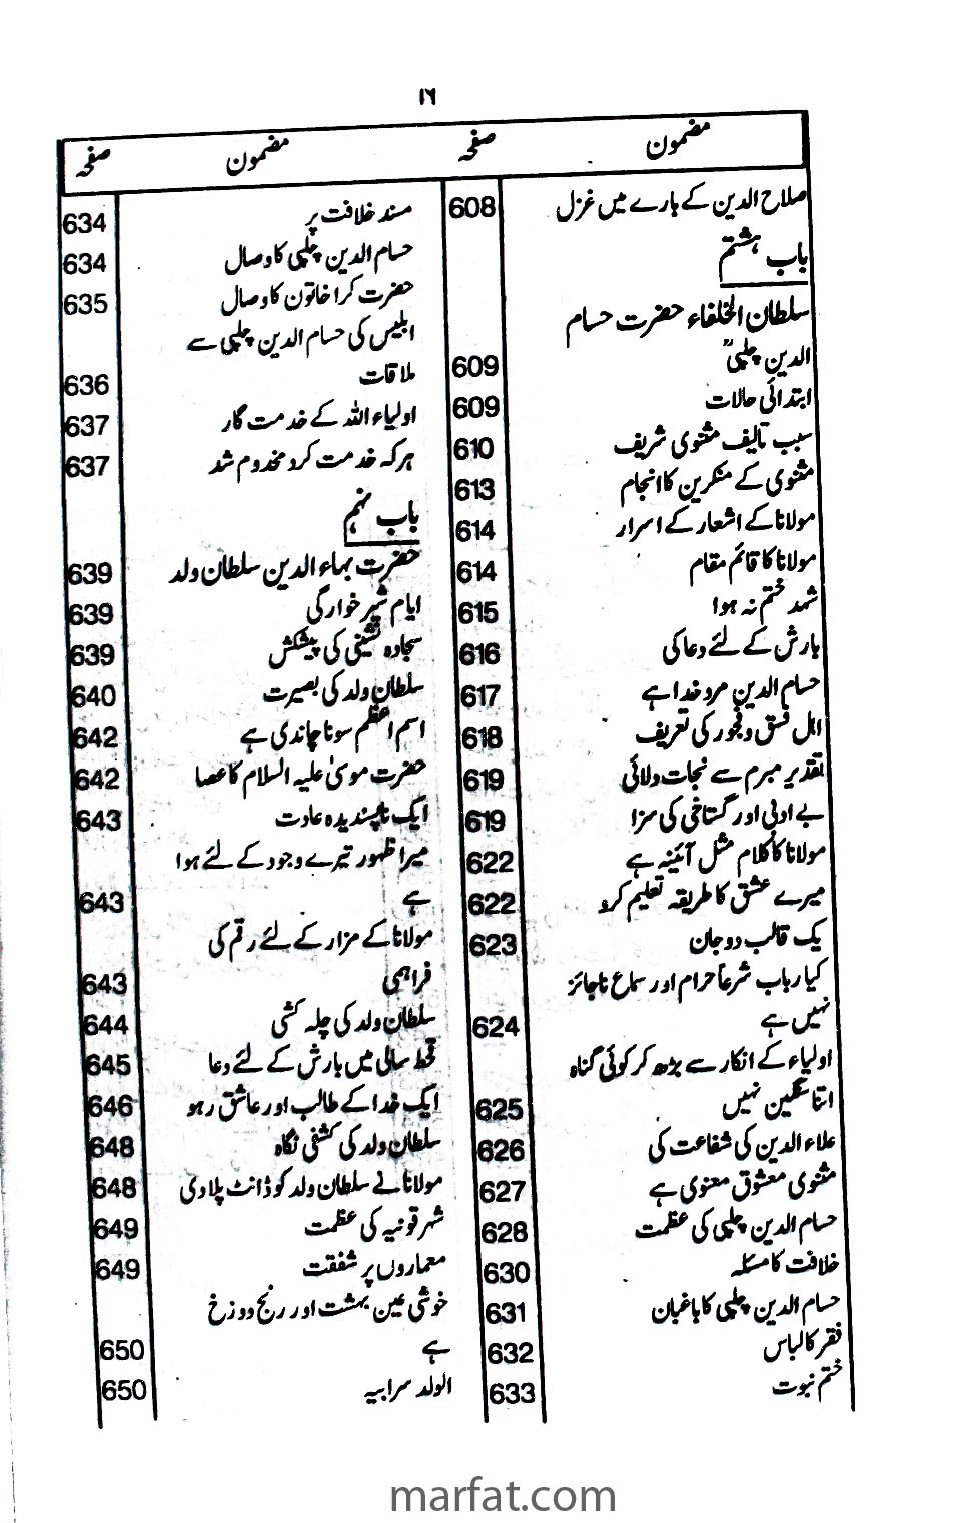 ۱۶
مضمون صفحہ
صلاح الدین کے بارے میں غزل 608
باب ہشتم
سلطان الخلفاء حضرت حسام
الدین چلپیؒ 609
ابتدائی حالات 609
سبب تالیف مثنوی شریف 610
مثنوی کے منکرین کا انجام 613
مولانا کے اشعار کے اسرار 614
مولانا کا قائم مقام 614
شہد ختم نہ ہوا 615
بارش کے لئے دعا کی 616
حسام الدین مرد خدا ہے 617
اہل فسق و فجور کی تعریف 618
تقدیر مبرم سے نجات دلائی 619
بے ادبی اور گستاخی کی سزا 619
مولانا کا کلام مثل آئینہ ہے 622
میرے عشق کا طریقہ تعلیم کرو 622
یک قالب دو جان 623
کیا رباب شرعاً حرام اور سماع ناجائز
نہیں ہے 624
اولیاء کے انکار سے بڑھ کر کوئی گناہ
اتنا سنگین نہیں 625
علاء الدین کی شفاعت کی 626
مثنوی معشوق معنوی ہے 627
حسام الدین چلپی کی عظمت 628
خلافت کا مسئلہ 630
حسام الدین چلپی کا باغبان 631
فقر کا لباس 632
ختم نبوت 633
مضمون صفحہ
مسند خلافت پر 634
حسام الدین چلپی کا وصال 634
حضرت کرا خاتون کا وصال 635
ابلیس کی حسام الدین چلپی سے
ملاقات 636
اولیاء اللہ کے خدمت گار 637
ہر کہ خدمت کرد مخدوم شد 637
باب نہم
حضرت بہاء الدین سلطان ولد 639
ایام شیر خوارگی 639
سجادہ نشینی کی پیشکش 639
سلطان ولد کی بصیرت 640
اسم اعظم سونا چاندی ہے 642
حضرت موسیٰ علیہ السلام کا عصا 642
ایک ناپسندیدہ عادت 643
میرا ظہور تیرے وجود کے لئے ہوا
ہے 643
مولانا کے مزار کے لئے رقم کی
فراہمی 643
سلطان ولد کی چلہ کشی 644
قحط سالی میں بارش کے لئے دعا 645
ایک خدا کے طالب اور عاشق رہو 646
سلطان ولد کی کشفی نگاہ 648
مولانا نے سلطان ولد کو ڈانٹ پلا دی 648
شہر قونیہ کی عظمت 649
معماروں پر شفقت 649
خوشی عین بہشت اور رنج دوزخ
ہے 650
الولد سرابیہ 650
marfat.com